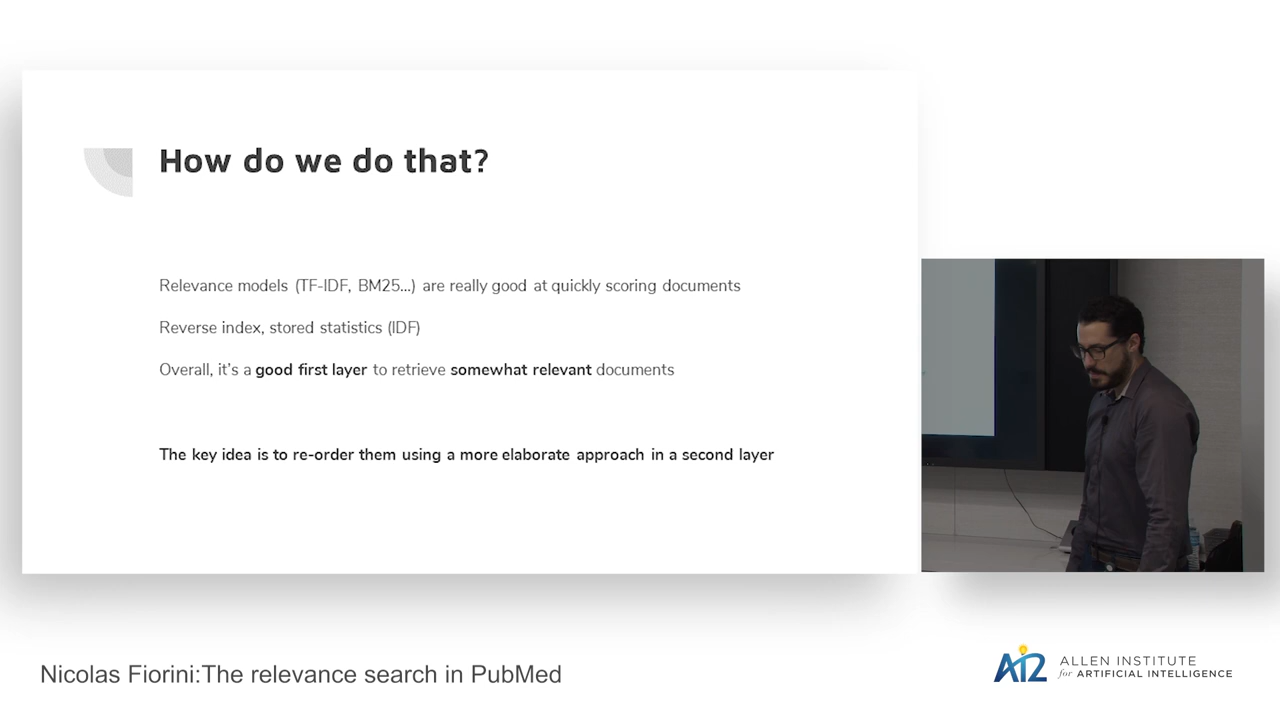 How do we do that?
Relevance models (TF-IDF, BM25...) are really good at quickly scoring documents
Reverse index, stored statistics (IDF)
Overall, it's a good first layer to retrieve somewhat relevant documents
The key idea is to re-order them using a more elaborate approach in a second layer
Nicolas Fiorini:The relevance search in PubMed
AI2
ALLEN INSTITUTE
for ARTIFICIAL INTELLIGENCE